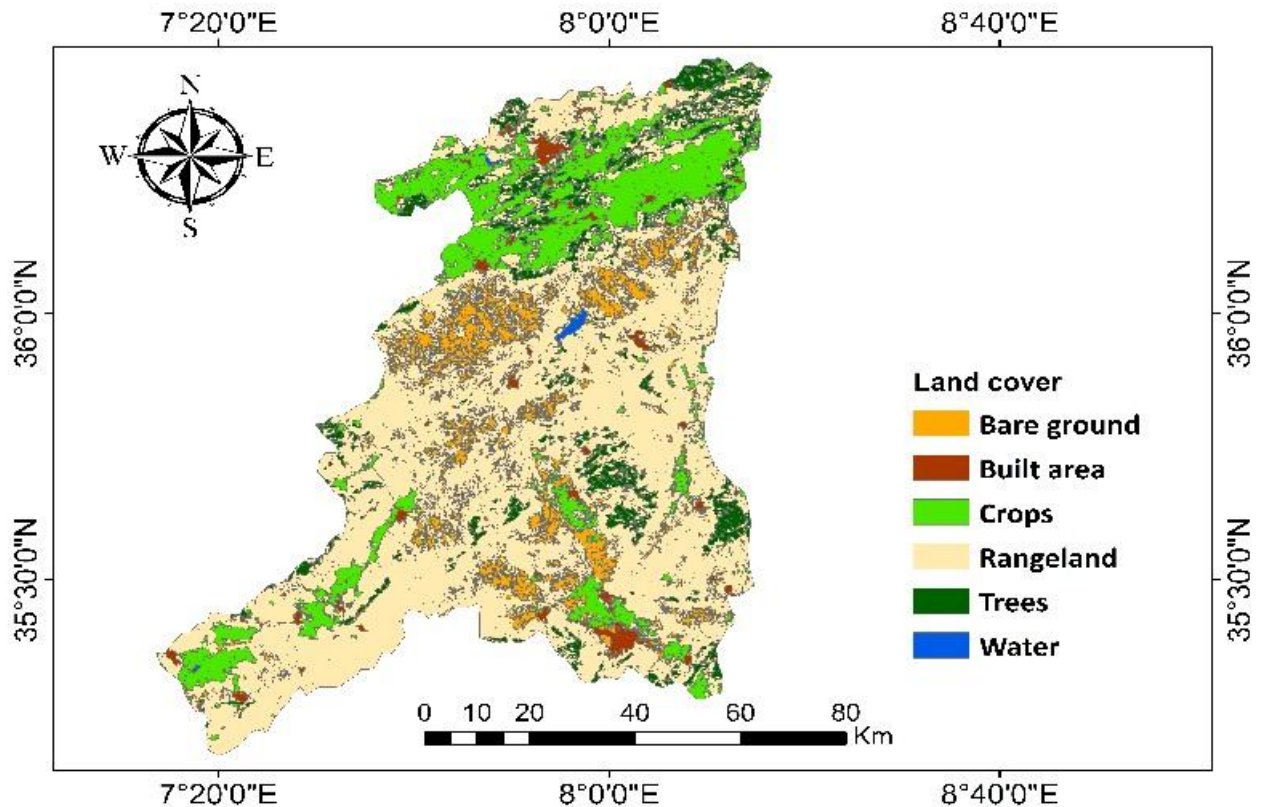 7°20'0"E 8°0'0"E 8°40'0"E
N
W E
S
36°0'0"N 36°0'0"N
Land cover
Bare ground
Built area
Crops
Rangeland
Trees
Water
35°30'0"N 35°30'0"N
0 10 20 40 60 80
Km
7°20'0"E 8°0'0"E 8°40'0"E